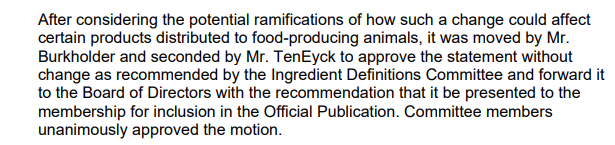 After considering the potential ramifications of how such a change could affect
certain products distributed to food-producing animals, it was moved by Mr.
Burkholder and seconded by Mr. TenEyck to approve the statement without
change as recommended by the Ingredient Definitions Committee and forward it
to the Board of Directors with the recommendation that it be presented to the
membership for inclusion in the Official Publication. Committee members
unanimously approved the motion.